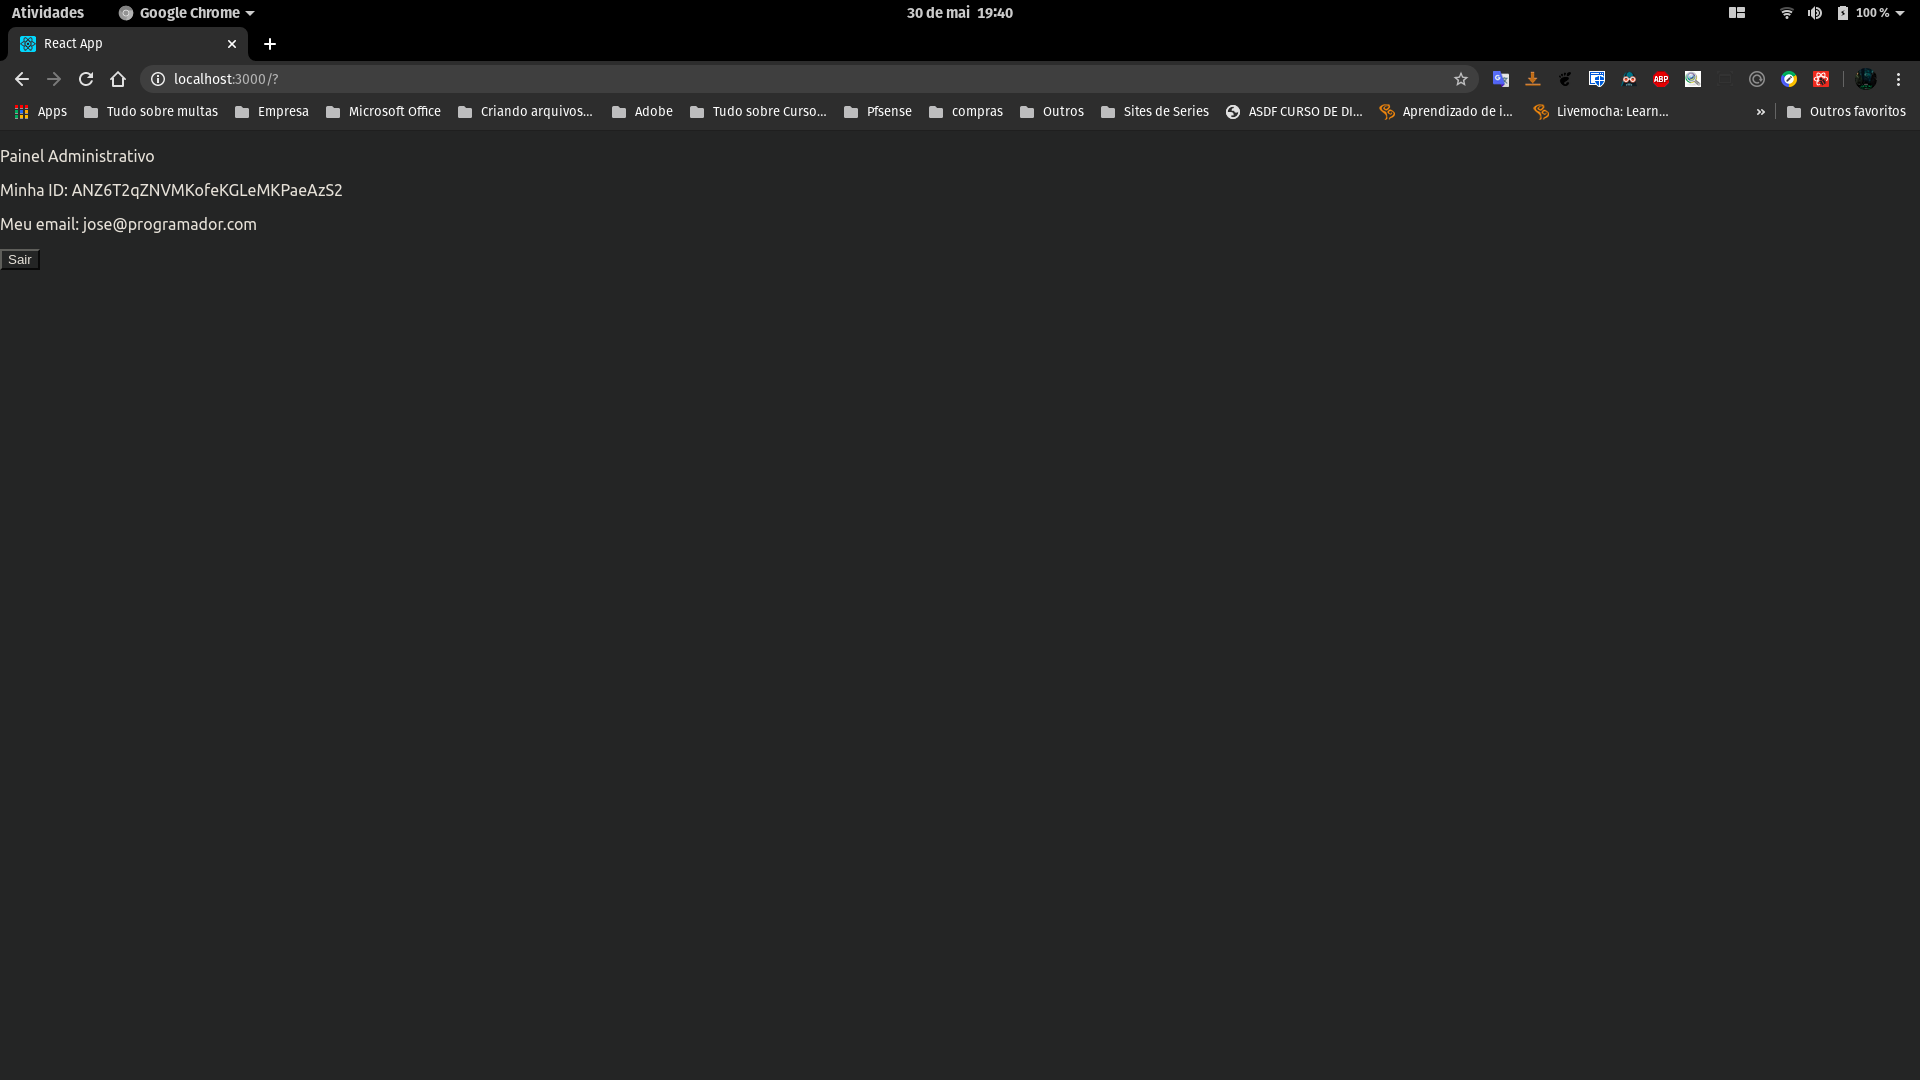 Atividades Google Chrome 30 de mai 19:40 100 %
React App
localhost:3000/?
Apps Tudo sobre multas Empresa Microsoft Office Criando arquivos... Adobe Tudo sobre Curso... Pfsense compras Outros Sites de Series ASDF CURSO DE DI... Aprendizado de i... Livemocha: Learn... » Outros favoritos
ABP
Painel Administrativo
Minha ID: ANZ6T2qZNVMKofeKGLeMKPaeAzS2
Meu email: jose@programador.com
Sair